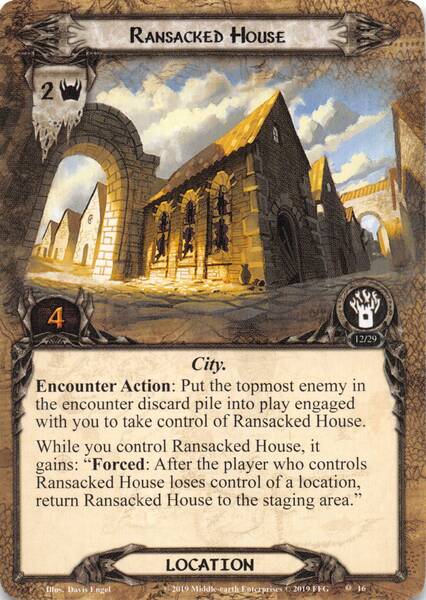 Ransacked House
2
4
12/29
City.
Encounter Action: Put the topmost enemy in
the encounter discard pile into play engaged
with you to take control of Ransacked House.
While you control Ransacked House, it
gains: “Forced: After the player who controls
Ransacked House loses control of a location,
return Ransacked House to the staging area.”
LOCATION
Illus. Davis Engel © 2019 Middle-earth Enterprises © 2019 FFG 16